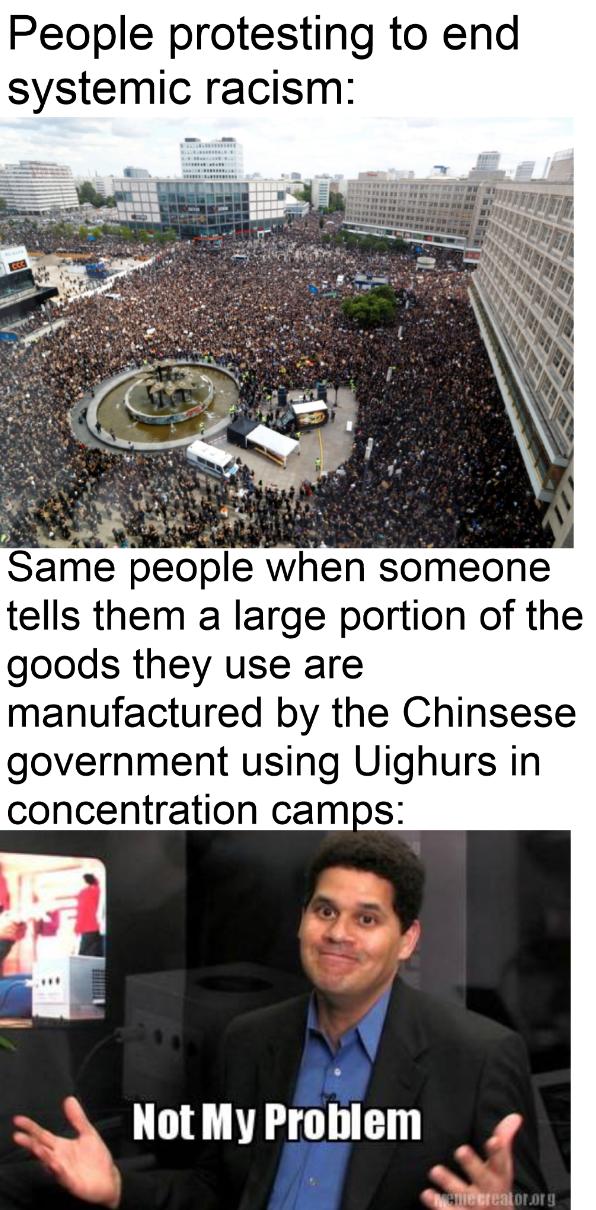 People protesting to end
systemic racism:
Same people when someone
tells them a large portion of the
goods they use are
manufactured by the Chinsese
government using Uighurs in
concentration camps:
Not My Problem
memecreator.org